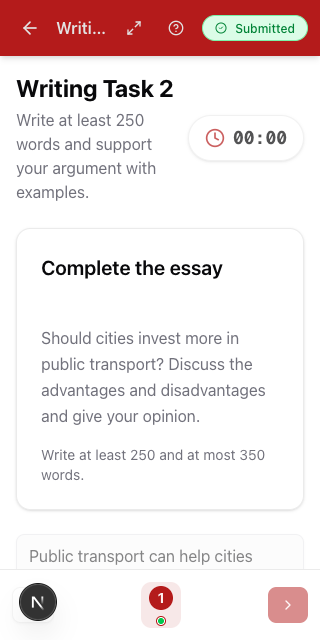 Writi...
Submitted
Writing Task 2
Write at least 250
words and support
your argument with
examples.
00:00
Complete the essay
Should cities invest more in
public transport? Discuss the
advantages and disadvantages
and give your opinion.
Write at least 250 and at most 350
words.
Public transport can help cities
N
1